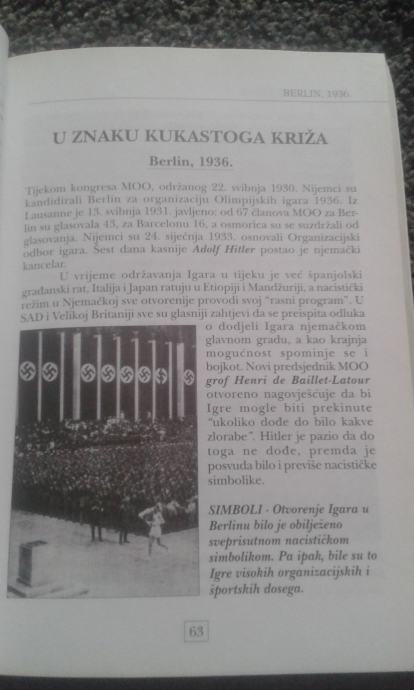 BERLIN, 1936.
U ZNAKU KUKASTOGA KRIŽA
Berlin, 1936.
Tijekom kongresa MOO, održanog 22. svibnja 1930. Nijemci su
kandidirali Berlin za organizaciju Olimpijskih igara 1936. Iz
Lausanne je 13. svibnja 1931. javljeno: od 67 članova MOO za Ber-
lin su glasovala 43, za Barcelonu 16, a osmorica su se suzdržali od
glasovanja. Nijemci su 24. siječnja 1933. osnovali Organizacijski
odbor igara. Šest dana kasnije Adolf Hitler postao je njemački
kancelar.
U vrijeme održavanja Igara u tijeku je već španjolski
građanski rat, Italija i Japan ratuju u Etiopiji i Mandžuriji, a nacistički
režim u Njemačkoj sve otvorenije provodi svoj "rasni program". U
SAD i Velikoj Britaniji sve su glasniji zahtjevi da se preispita odluka
o dodjeli Igara njemačkom
glavnom gradu, a kao krajnja
mogućnost spominje se i
bojkot. Novi predsjednik MOO
grof Henri de Baillet-Latour
otvoreno nagovješćuje da bi
Igre mogle biti prekinute
"ukoliko dođe do bilo kakve
zlorabe". Hitler je pazio da do
toga ne dođe, premda je
posvuda bilo i previše nacističke
simbolike.
SIMBOLI - Otvorenje Igara u
Berlinu bilo je obilježeno
sveprisutnom nacističkom
simbolikom. Pa ipak, bile su to
Igre visokih organizacijskih i
športskih dosega.
63